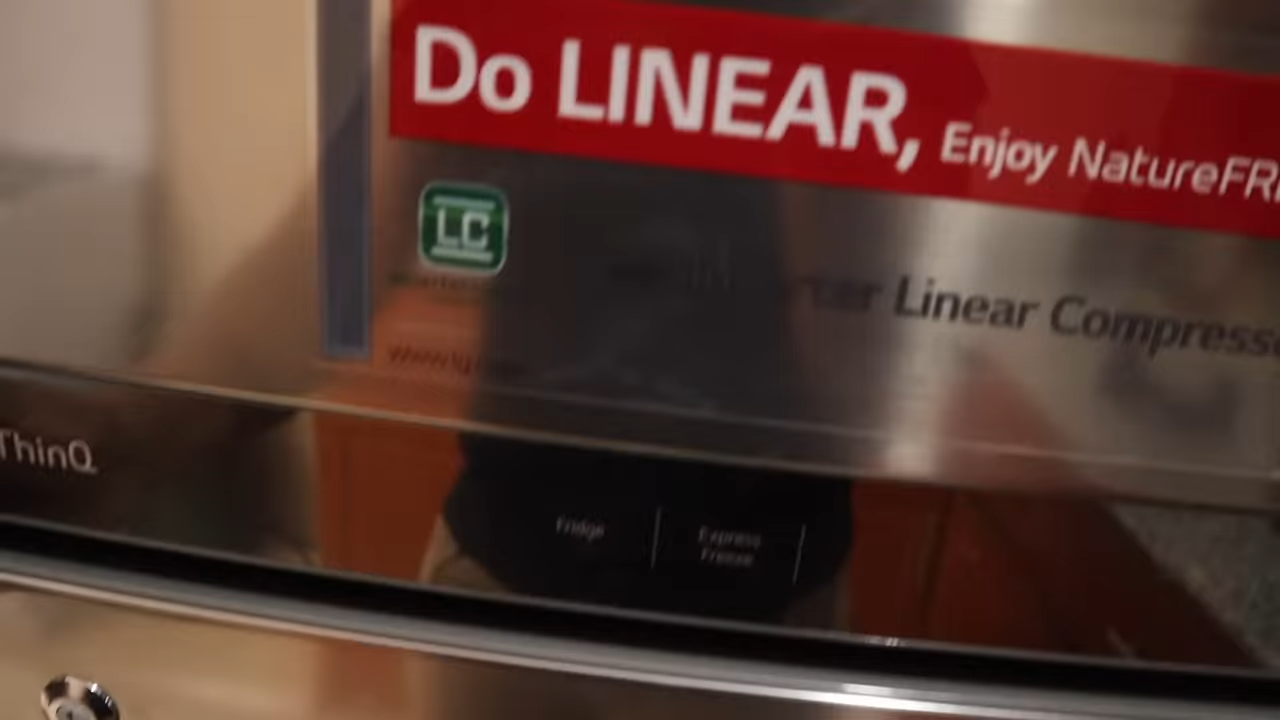 Do LINEAR, Enjoy NatureFR
LC
Linear Compress
ThinQ
Fridge
Express
Freeze